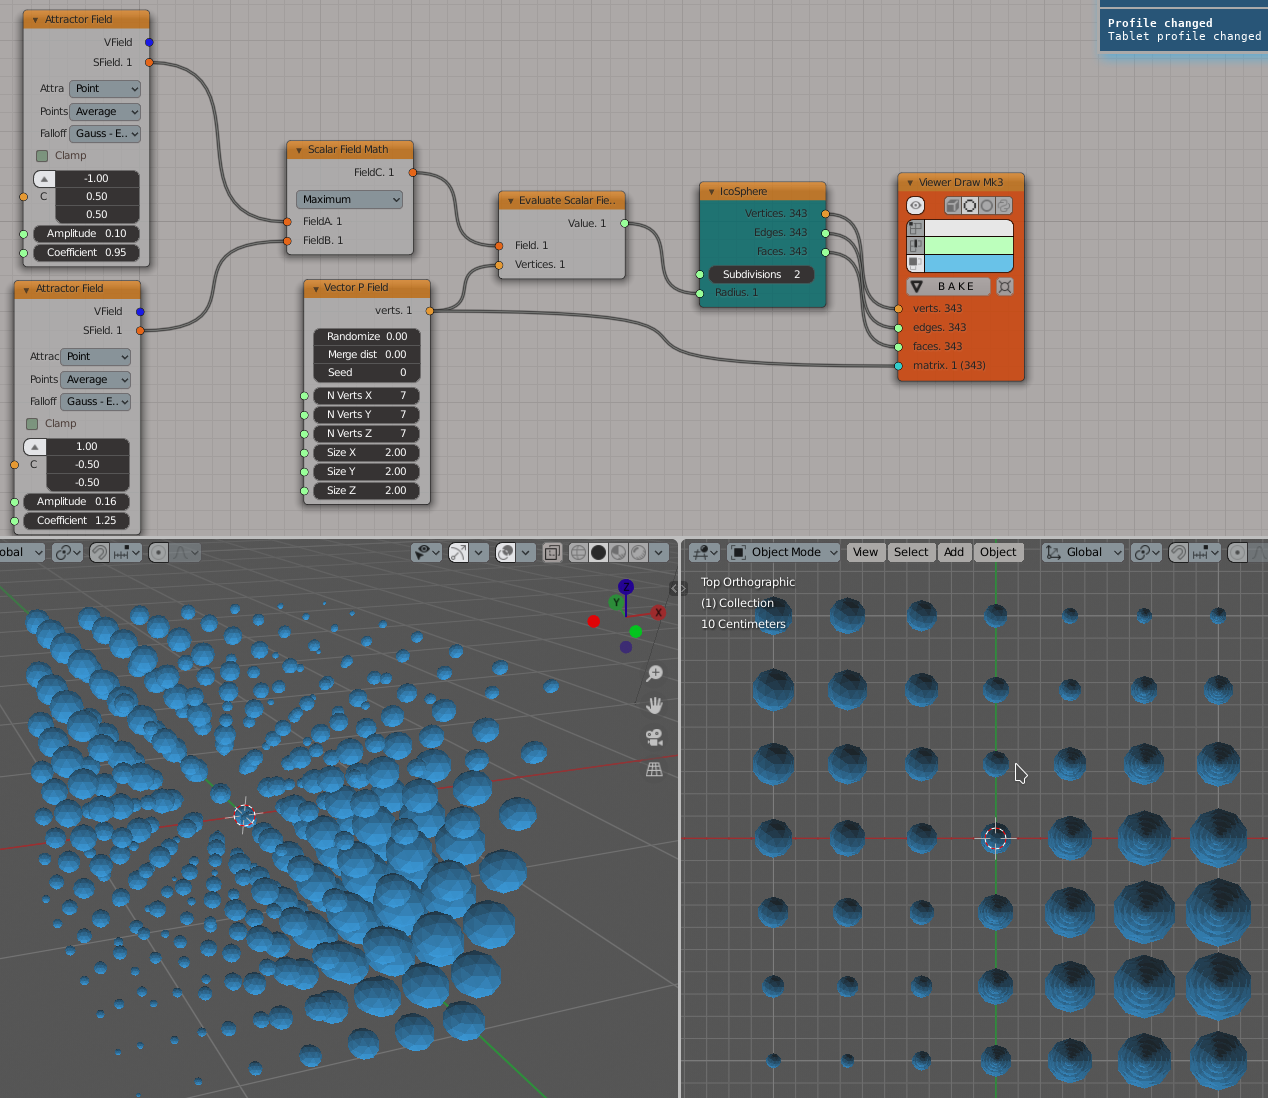 Profile changed
Tablet profile changed
Attractor Field
VField
SField. 1
Attra Point
Points Average
Falloff Gauss - E..
Clamp
-1.00
C 0.50
0.50
Amplitude 0.10
Coefficient 0.95
Attractor Field
VField
SField. 1
Attrac Point
Points Average
Falloff Gauss - E..
Clamp
1.00
C -0.50
-0.50
Amplitude 0.16
Coefficient 1.25
Scalar Field Math
FieldC. 1
Maximum
FieldA. 1
FieldB. 1
Vector P Field
verts. 1
Randomize 0.00
Merge dist 0.00
Seed 0
N Verts X 7
N Verts Y 7
N Verts Z 7
Size X 2.00
Size Y 2.00
Size Z 2.00
Evaluate Scalar Fie..
Value. 1
Field. 1
Vertices. 1
IcoSphere
Vertices. 343
Edges. 343
Faces. 343
Subdivisions 2
Radius. 1
Viewer Draw Mk3
BAKE
verts. 343
edges. 343
faces. 343
matrix. 1 (343)
obal
Z
Y
X
Object Mode View Select Add Object Global
Top Orthographic
(1) Collection
10 Centimeters